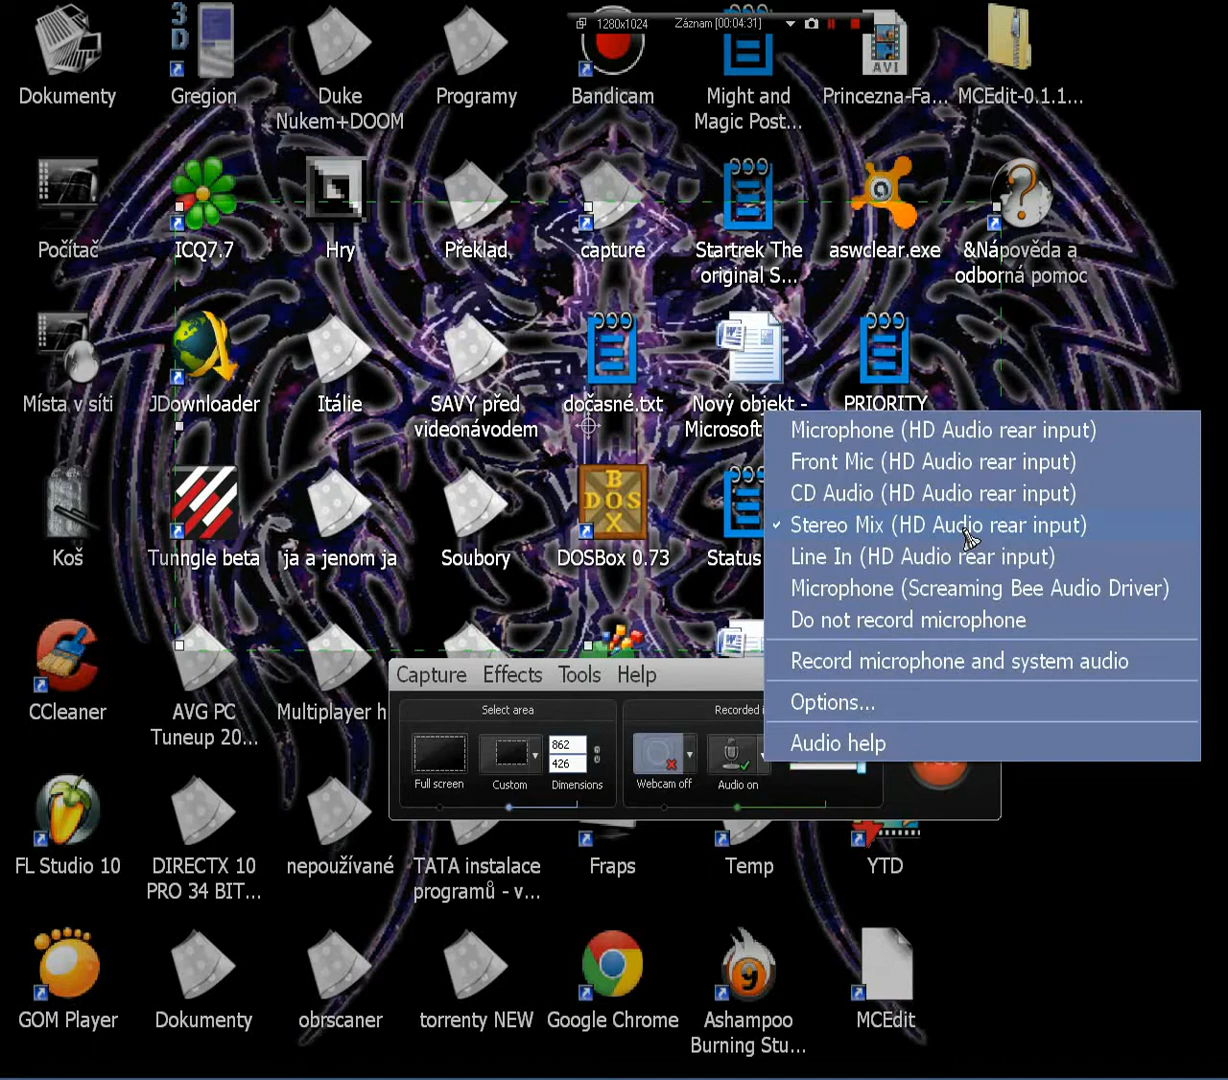 1280x1024 Záznam [00:04:31]
Dokumenty
Gregion
Duke
Nukem+DOOM
Programy
Bandicam
Might and
Magic Post...
AVI
Princezna-Fa...
MCEdit-0.1.1...
Počítač
ICQ7.7
Hry
Překlad
capture
Startrek The
original S...
aswclear.exe
&Nápověda a
odborná pomoc
Místa v síti
JDownloader
Itálie
SAVY před
videonávodem
dočasné.txt
Nový objekt -
Microsoft
PRIORITY
Koš
Tunngle beta
ja a jenom ja
Soubory
BOX
DOS
DOSBox 0.73
Status
Microphone (HD Audio rear input)
Front Mic (HD Audio rear input)
CD Audio (HD Audio rear input)
Stereo Mix (HD Audio rear input)
Line In (HD Audio rear input)
Microphone (Screaming Bee Audio Driver)
Do not record microphone
Record microphone and system audio
Options...
Audio help
Capture Effects Tools Help
Select area
Recorded i
862
426
Full screen
Custom
Dimensions
Webcam off
Audio on
CCleaner
AVG PC
Tuneup 20...
Multiplayer h
FL Studio 10
DIRECTX 10
PRO 34 BIT...
nepoužívané
TATA instalace
programů - v...
Fraps
Temp
YTD
GOM Player
Dokumenty
obrscaner
torrenty NEW
Google Chrome
Ashampoo
Burning Stu...
MCEdit